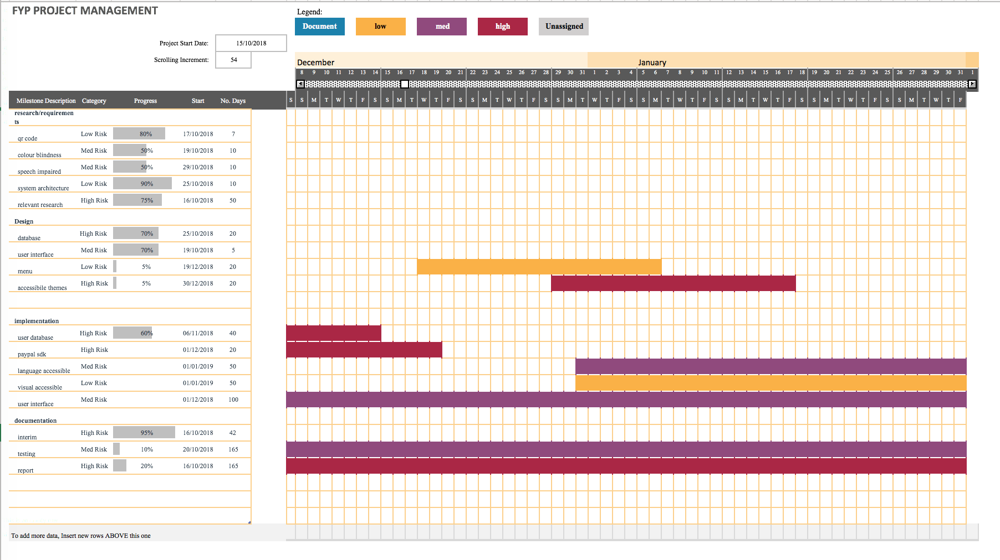 FYP PROJECT MANAGEMENT
Legend:
Document low med high Unassigned
Project Start Date: 15/10/2018
Scrolling Increment: 54
December January
8 9 10 11 12 13 14 15 16 17 18 19 20 21 22 23 24 25 26 27 28 29 30 31 1 2 3 4 5 6 7 8 9 10 11 12 13 14 15 16 17 18 19 20 21 22 23 24 25 26 27 28 29 30 31 1
Milestone Description Category Progress Start No. Days S S M T W T F S S M T W T F S S M T W T F S S M T W T F S S M T W T F S S M T W T F S S M T W T F S S M T W T F
research/requiremen
ts
qr code Low Risk 80% 17/10/2018 7
colour blindness Med Risk 50% 19/10/2018 10
speech impaired Med Risk 50% 29/10/2018 10
system architecture Low Risk 90% 25/10/2018 10
relevant research High Risk 75% 16/10/2018 50
Design
database High Risk 70% 25/10/2018 20
user interface Med Risk 70% 19/10/2018 5
menu Low Risk 5% 19/12/2018 20
accessibile themes High Risk 5% 30/12/2018 20
implementation
user database High Risk 60% 06/11/2018 40
paypal sdk High Risk 01/12/2018 20
language accessible Med Risk 01/01/2019 50
visual accessible Low Risk 01/01/2019 50
user interface Med Risk 01/12/2018 100
documentation
interim High Risk 95% 16/10/2018 42
testing Med Risk 10% 20/10/2018 165
report High Risk 20% 16/10/2018 165
To add more data, Insert new rows ABOVE this one